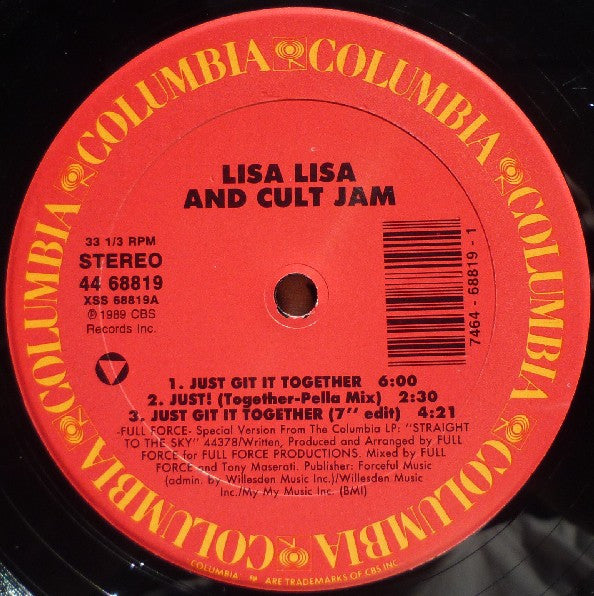 COLUMBIA COLUMBIA COLUMBIA COLUMBIA COLUMBIA COLUMBIA COLUMBIA COLUMBIA
LISA LISA
AND CULT JAM
33 1/3 RPM
STEREO
44 68819
XSS 68819A
℗ 1989 CBS
Records Inc.
7464 - 68819 - 1
1. JUST GIT IT TOGETHER 6:00
2. JUST! (Together-Pella Mix) 2:30
3. JUST GIT IT TOGETHER (7'' edit) 4:21
-FULL FORCE- Special Version From The Columbia LP: "STRAIGHT
TO THE SKY" 44378/Written, Produced and Arranged by FULL
FORCE for FULL FORCE PRODUCTIONS. Mixed by FULL
FORCE and Tony Maserati. Publisher: Forceful Music
(admin. by Willesden Music Inc.)/Willesden Music
Inc./My My Music Inc. (BMI)
COLUMBIA, ARE TRADEMARKS OF CBS INC.